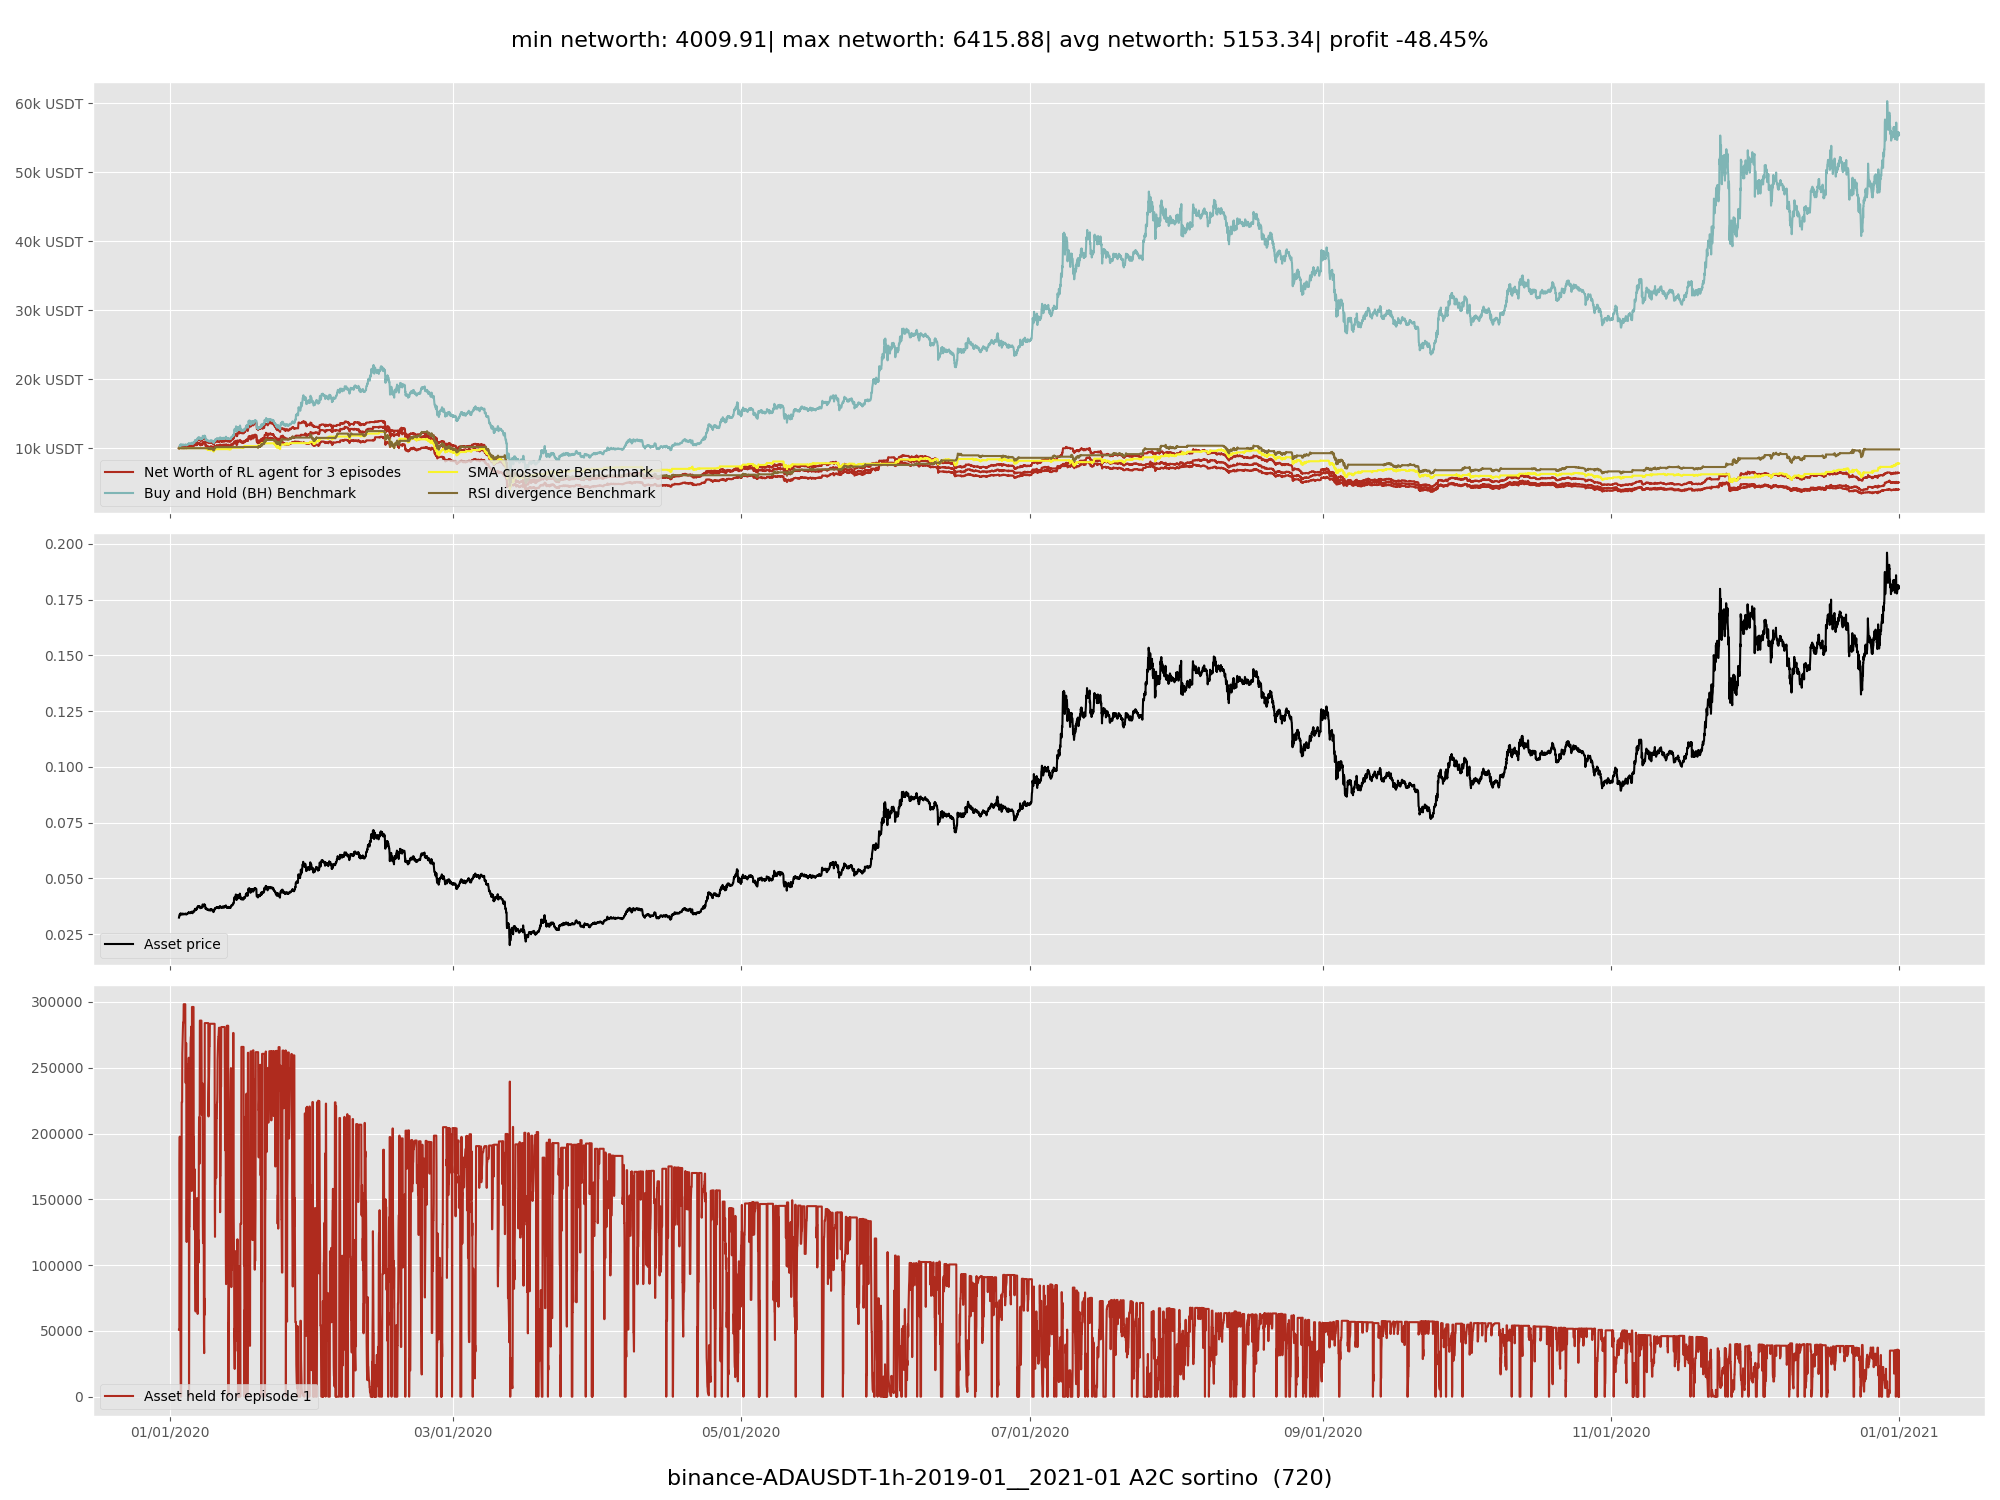 min networth: 4009.91| max networth: 6415.88| avg networth: 5153.34| profit -48.45%
60k USDT
50k USDT
40k USDT
30k USDT
20k USDT
10k USDT
Net Worth of RL agent for 3 episodes
Buy and Hold (BH) Benchmark
SMA crossover Benchmark
RSI divergence Benchmark
0.200
0.175
0.150
0.125
0.100
0.075
0.050
0.025
Asset price
300000
250000
200000
150000
100000
50000
0
Asset held for episode 1
01/01/2020 03/01/2020 05/01/2020 07/01/2020 09/01/2020 11/01/2020 01/01/2021
binance-ADAUSDT-1h-2019-01__2021-01 A2C sortino (720)